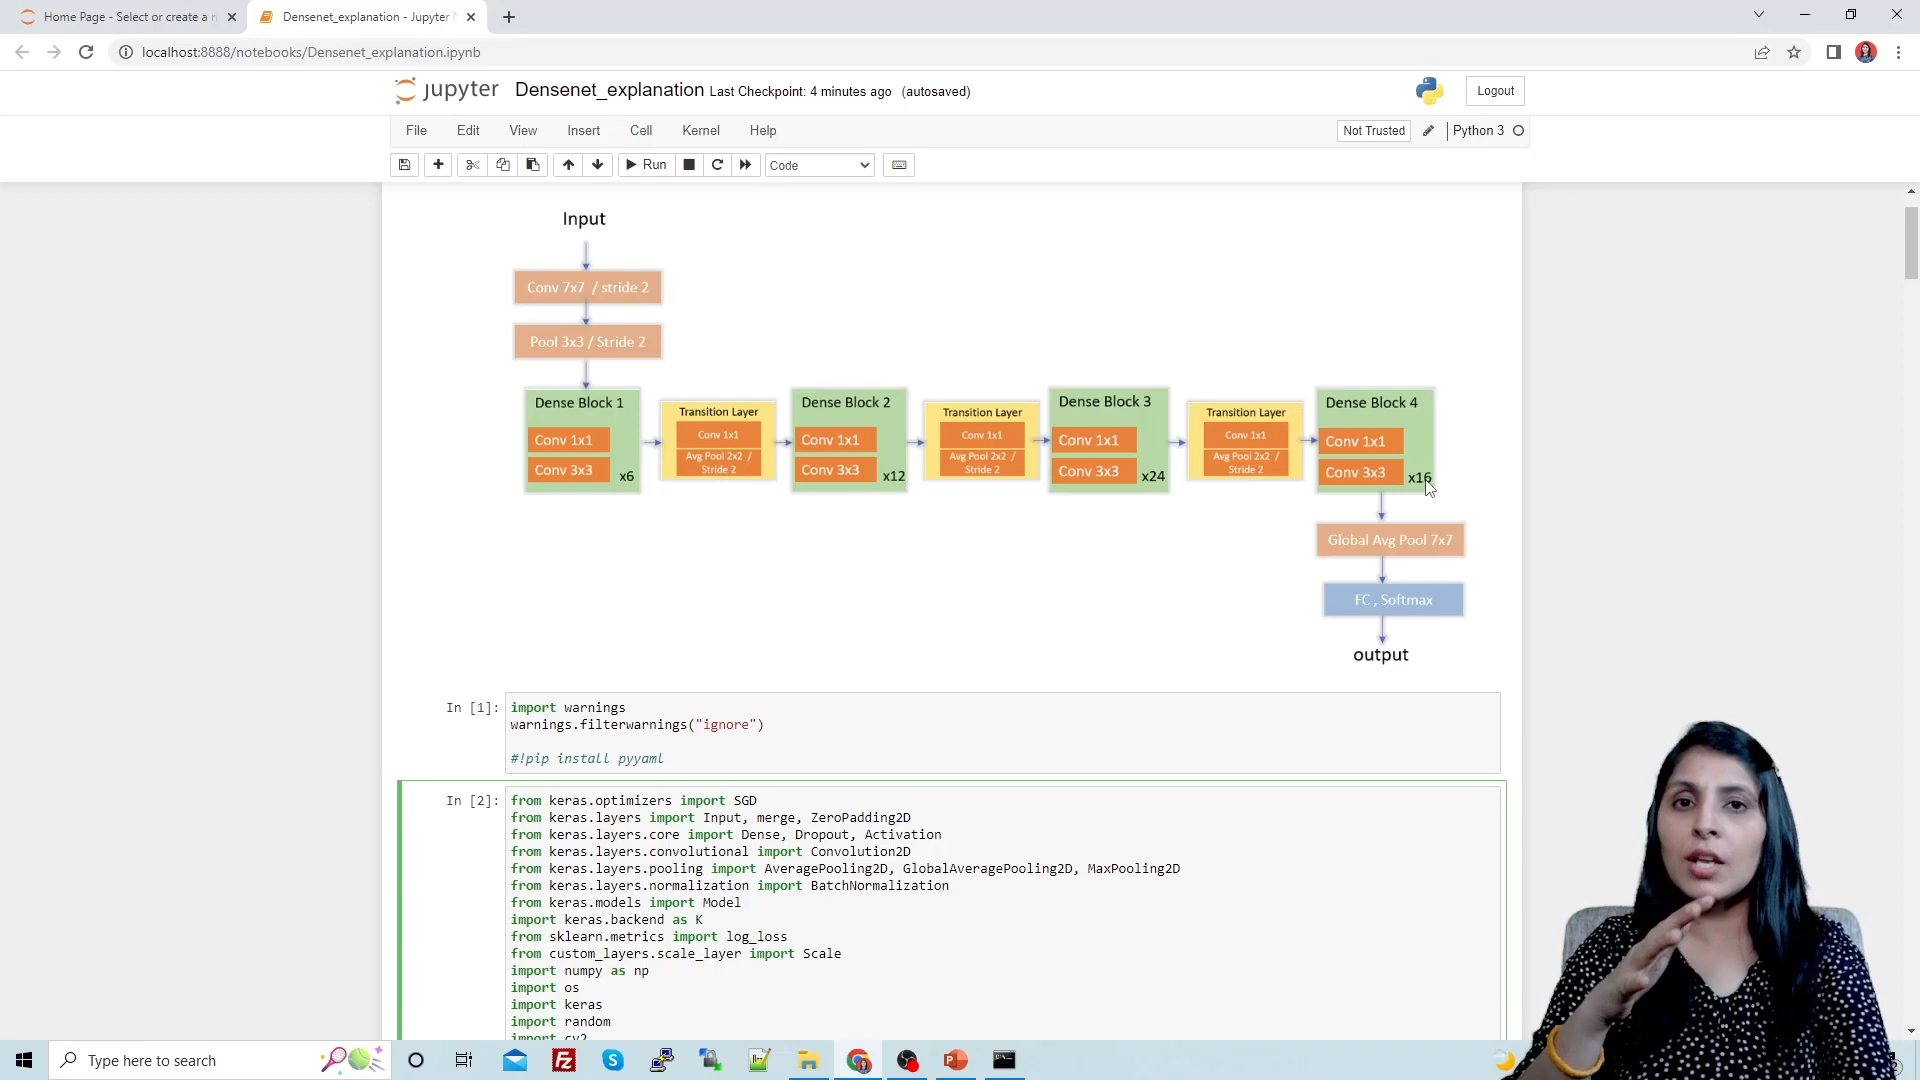 Home Page - Select or create a n
Densenet_explanation - Jupyter N
localhost:8888/notebooks/Densenet_explanation.ipynb
jupyter
Densenet_explanation
Last Checkpoint: 4 minutes ago (autosaved)
Logout
File Edit View Insert Cell Kernel Help
Not Trusted
Python 3
Run
Code
Input
Conv 7x7 / stride 2
Pool 3x3 / Stride 2
Dense Block 1
Conv 1x1
Conv 3x3
x6
Transition Layer
Conv 1x1
Avg Pool 2x2 /
Stride 2
Dense Block 2
Conv 1x1
Conv 3x3
x12
Transition Layer
Conv 1x1
Avg Pool 2x2 /
Stride 2
Dense Block 3
Conv 1x1
Conv 3x3
x24
Transition Layer
Conv 1x1
Avg Pool 2x2 /
Stride 2
Dense Block 4
Conv 1x1
Conv 3x3
x16
Global Avg Pool 7x7
FC , Softmax
output
In [1]:
import warnings
warnings.filterwarnings("ignore")
#!pip install pyyaml
In [2]:
from keras.optimizers import SGD
from keras.layers import Input, merge, ZeroPadding2D
from keras.layers.core import Dense, Dropout, Activation
from keras.layers.convolutional import Convolution2D
from keras.layers.pooling import AveragePooling2D, GlobalAveragePooling2D, MaxPooling2D
from keras.layers.normalization import BatchNormalization
from keras.models import Model
import keras.backend as K
from sklearn.metrics import log_loss
from custom_layers.scale_layer import Scale
import numpy as np
import os
import keras
import random
import cv2
Type here to search